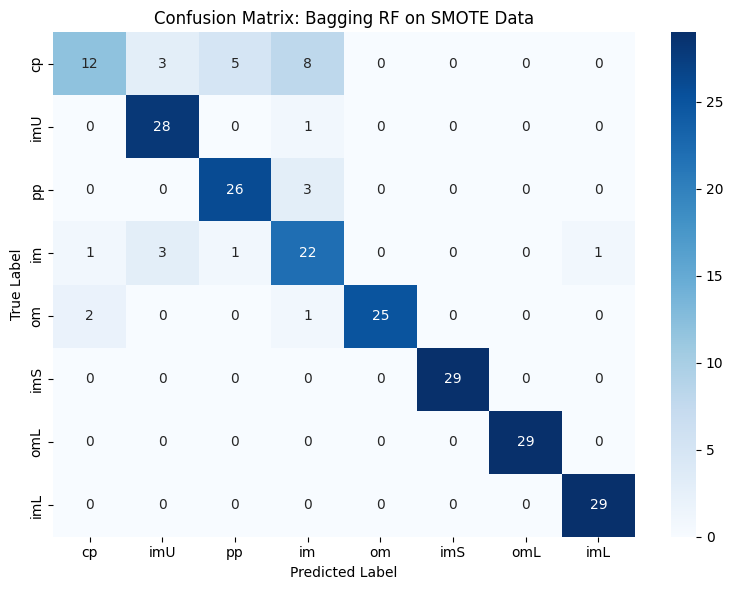 Confusion Matrix: Bagging RF on SMOTE Data
cp 12 3 5 8 0 0 0 0
imU 0 28 0 1 0 0 0 0
pp 0 0 26 3 0 0 0 0
im 1 3 1 22 0 0 0 1
om 2 0 0 1 25 0 0 0
imS 0 0 0 0 0 29 0 0
omL 0 0 0 0 0 0 29 0
imL 0 0 0 0 0 0 0 29
cp imU pp im om imS omL imL
Predicted Label
True Label
25
20
15
10
5
0